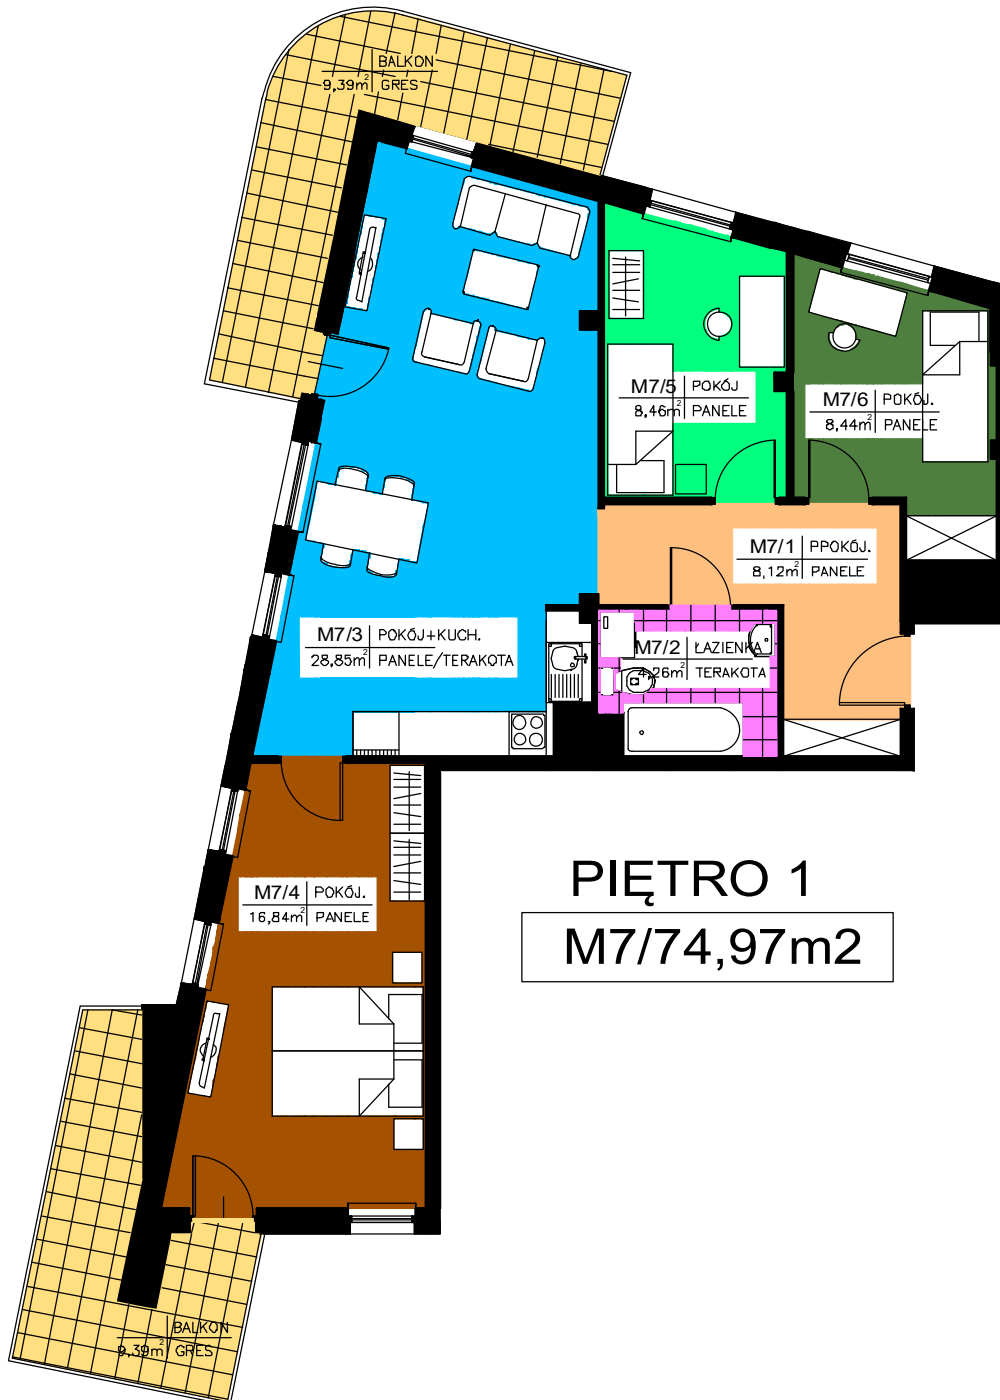 BALKON
9,39m² GRES
M7/5 POKÓJ
8,46m² PANELE
M7/6 POKÓJ.
8,44m² PANELE
M7/1 PPOKÓJ.
8,12m² PANELE
M7/3 POKÓJ+KUCH.
28,85m² PANELE/TERAKOTA
M7/2 ŁAZIENKA
4,26m² TERAKOTA
M7/4 POKÓJ.
16,84m² PANELE
PIĘTRO 1
M7/74,97m2
BALKON
9,39m² GRES